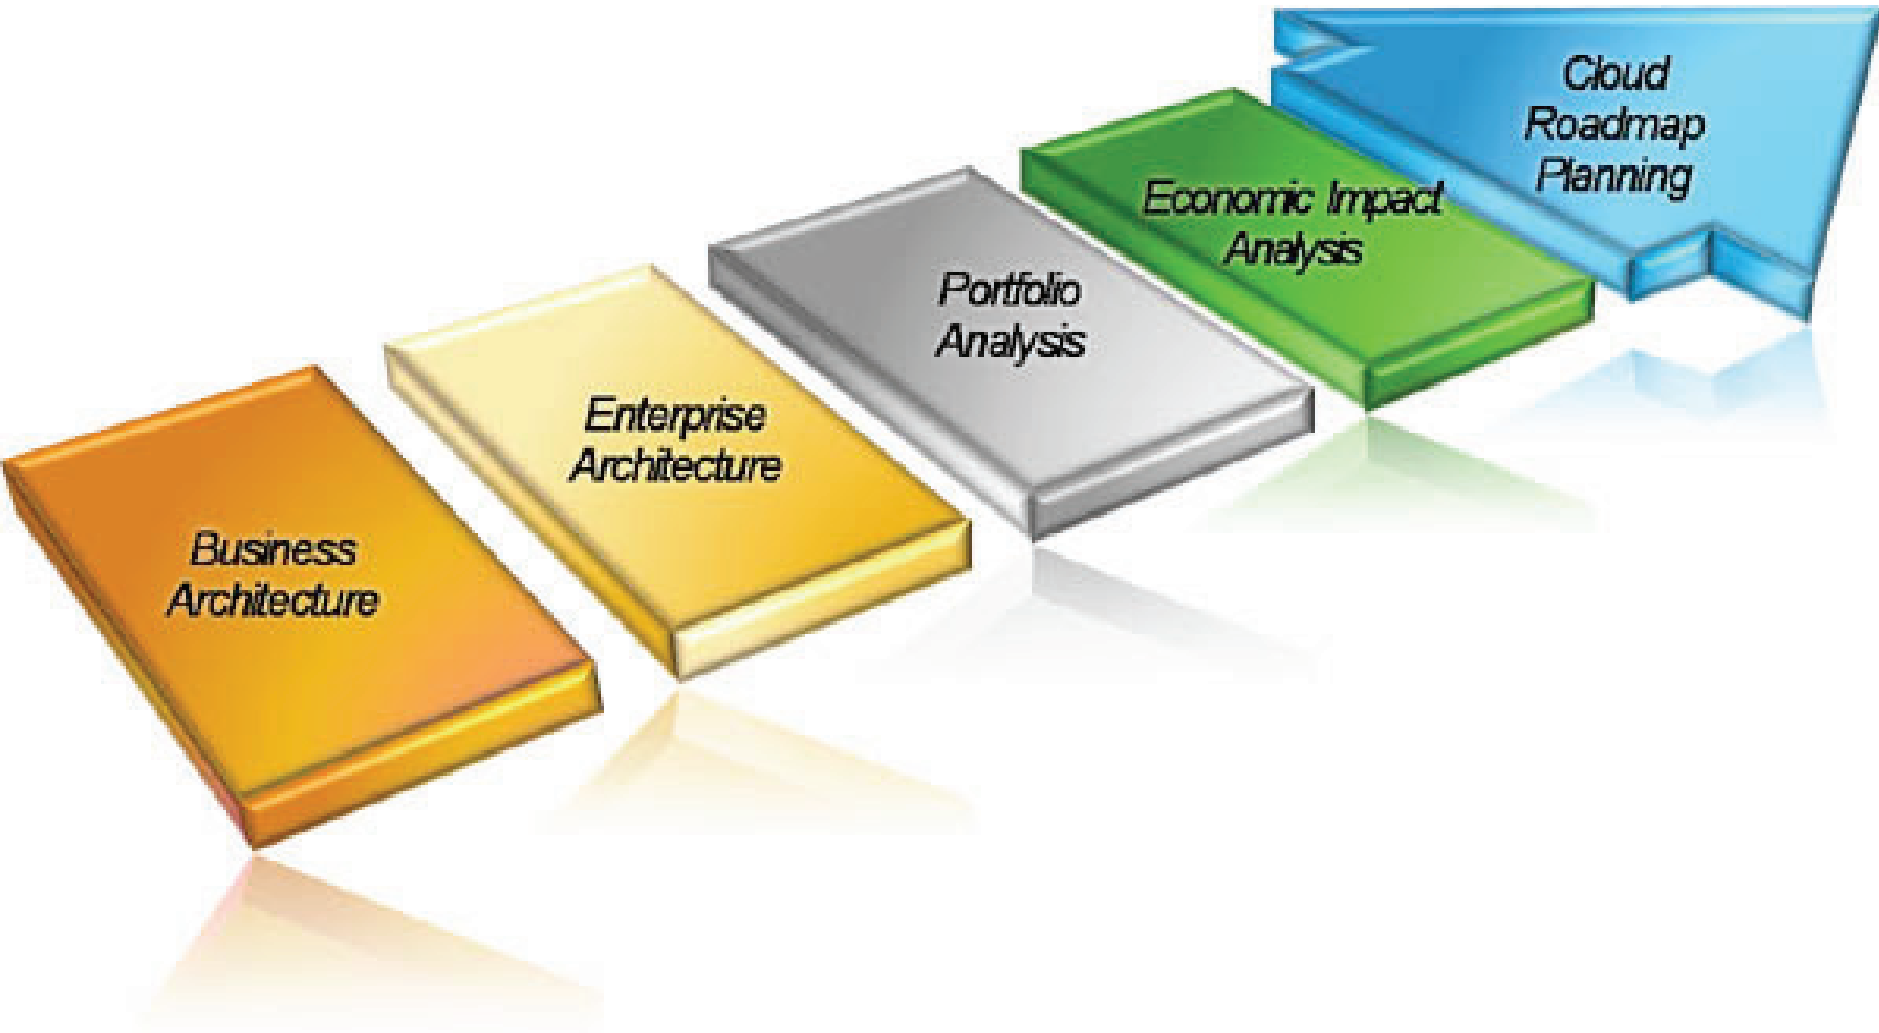 Business
Architecture
Enterprise
Architecture
Portfolio
Analysis
Economic Impact
Analysis
Cloud
Roadmap
Planning